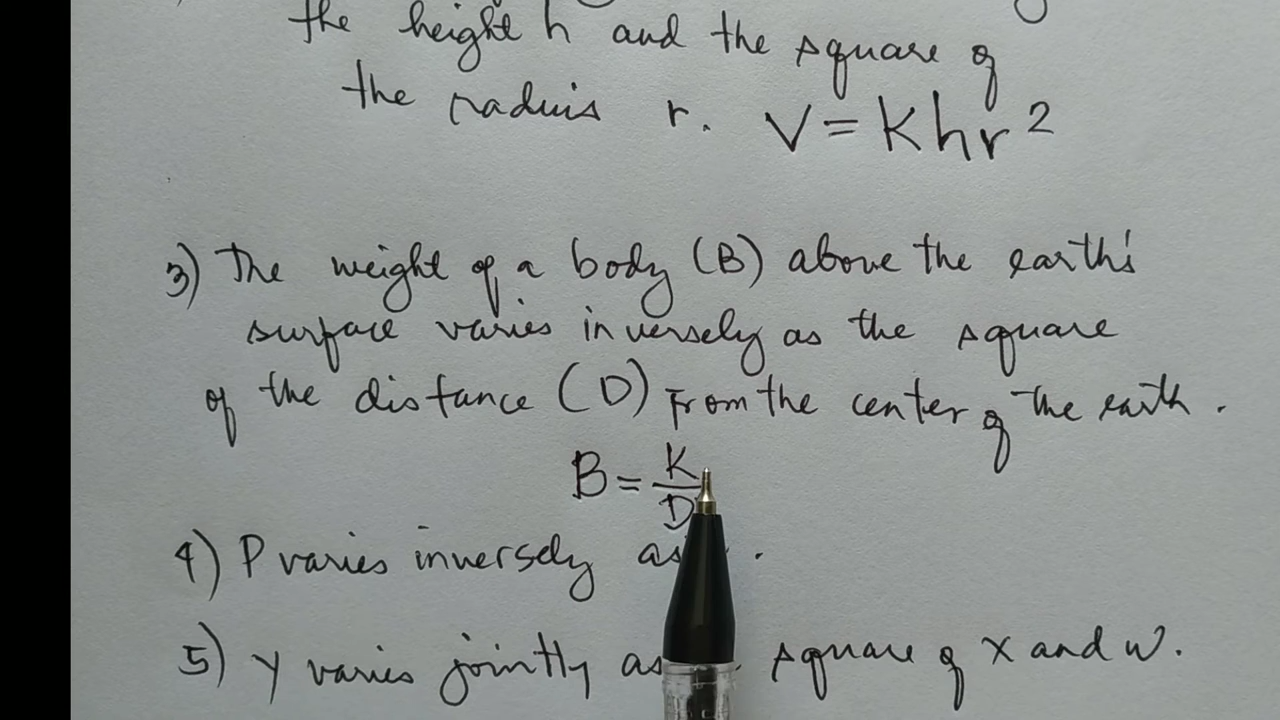 the height h and the square of
the raduis r. V = Khr²
3) The weight of a body (B) above the earth's
surface varies inversely as the square
of the distance (D) From the center of the earth.
B = K/D
4) P varies inversely as .
5) Y varies jointly as square of x and w.